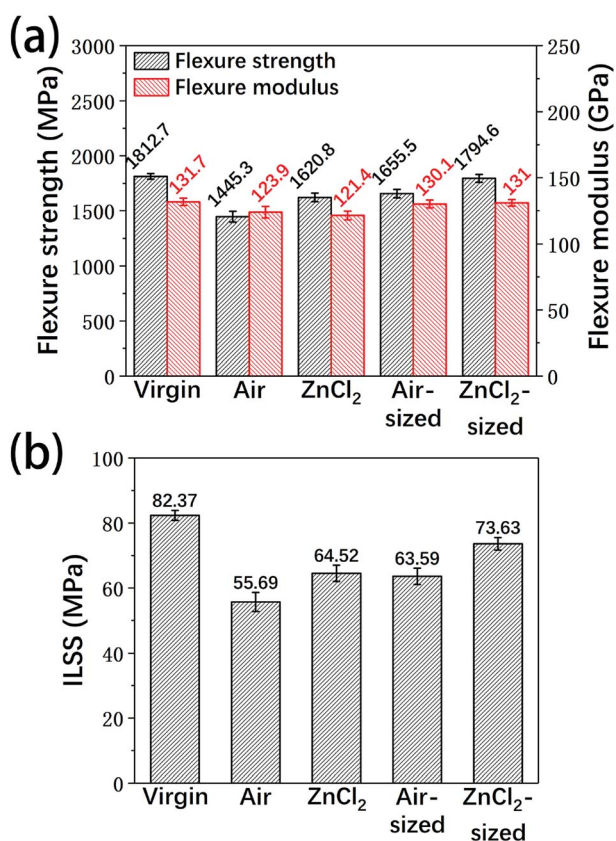 (a)
Flexure strength (MPa)
3000
2500
2000
1500
1000
500
0
Flexure strength
Flexure modulus
1812.7
131.7
1445.3
123.9
1620.8
121.4
1655.5
130.1
1794.6
131
250
200
150
100
50
0
Flexure modulus (GPa)
Virgin
Air
ZnCl₂
Air-
sized
ZnCl₂-
sized
(b)
ILSS (MPa)
100
80
60
40
20
0
82.37
55.69
64.52
63.59
73.63
Virgin
Air
ZnCl₂
Air-
sized
ZnCl₂-
sized